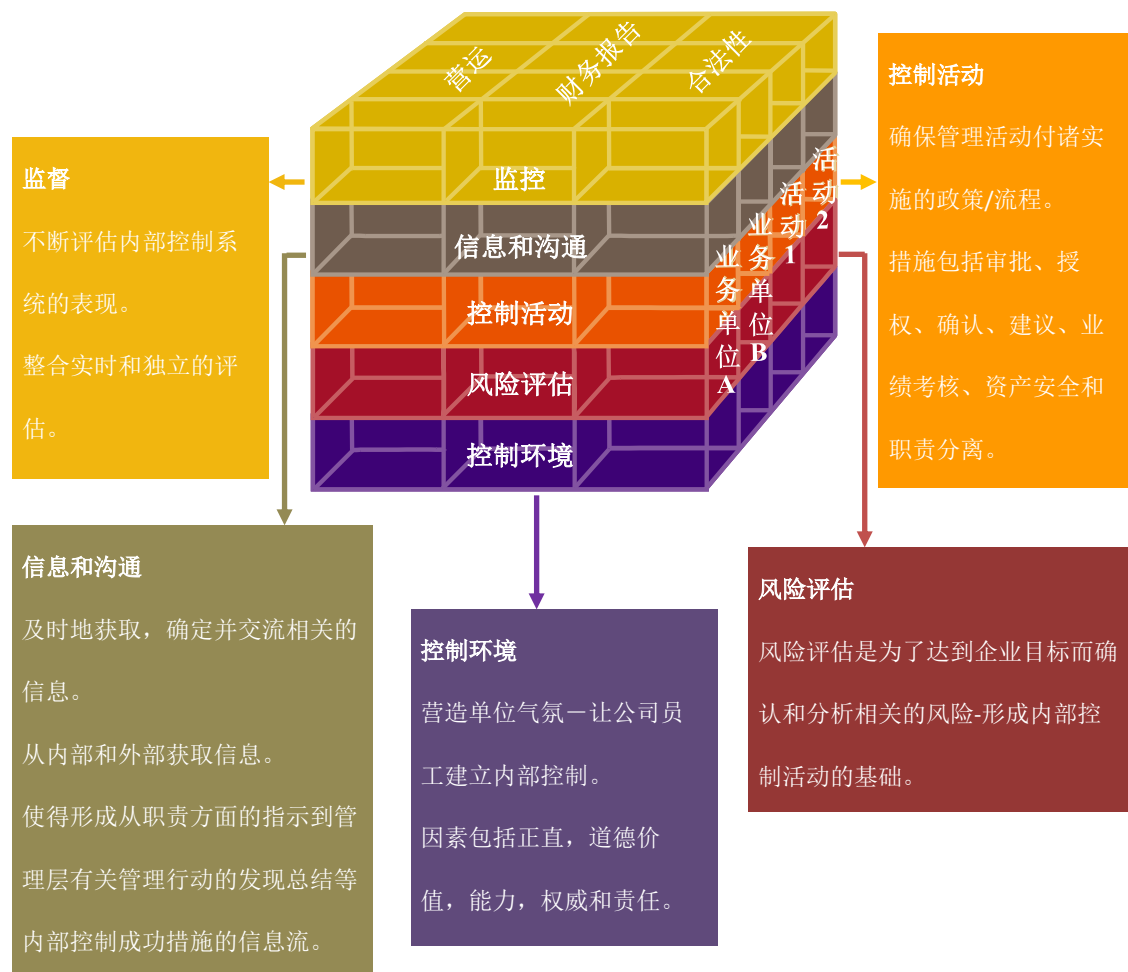 营运
财务报告
合法性
监控
信息和沟通
控制活动
风险评估
控制环境
业务单位A
业务单位B
活动1
活动2
监督
不断评估内部控制系
统的表现。
整合实时和独立的评
估。
控制活动
确保管理活动付诸实
施的政策/流程。
措施包括审批、授
权、确认、建议、业
绩考核、资产安全和
职责分离。
信息和沟通
及时地获取，确定并交流相关的
信息。
从内部和外部获取信息。
使得形成从职责方面的指示到管
理层有关管理行动的发现总结等
内部控制成功措施的信息流。
控制环境
营造单位气氛－让公司员
工建立内部控制。
因素包括正直，道德价
值，能力，权威和责任。
风险评估
风险评估是为了达到企业目标而确
认和分析相关的风险-形成内部控
制活动的基础。